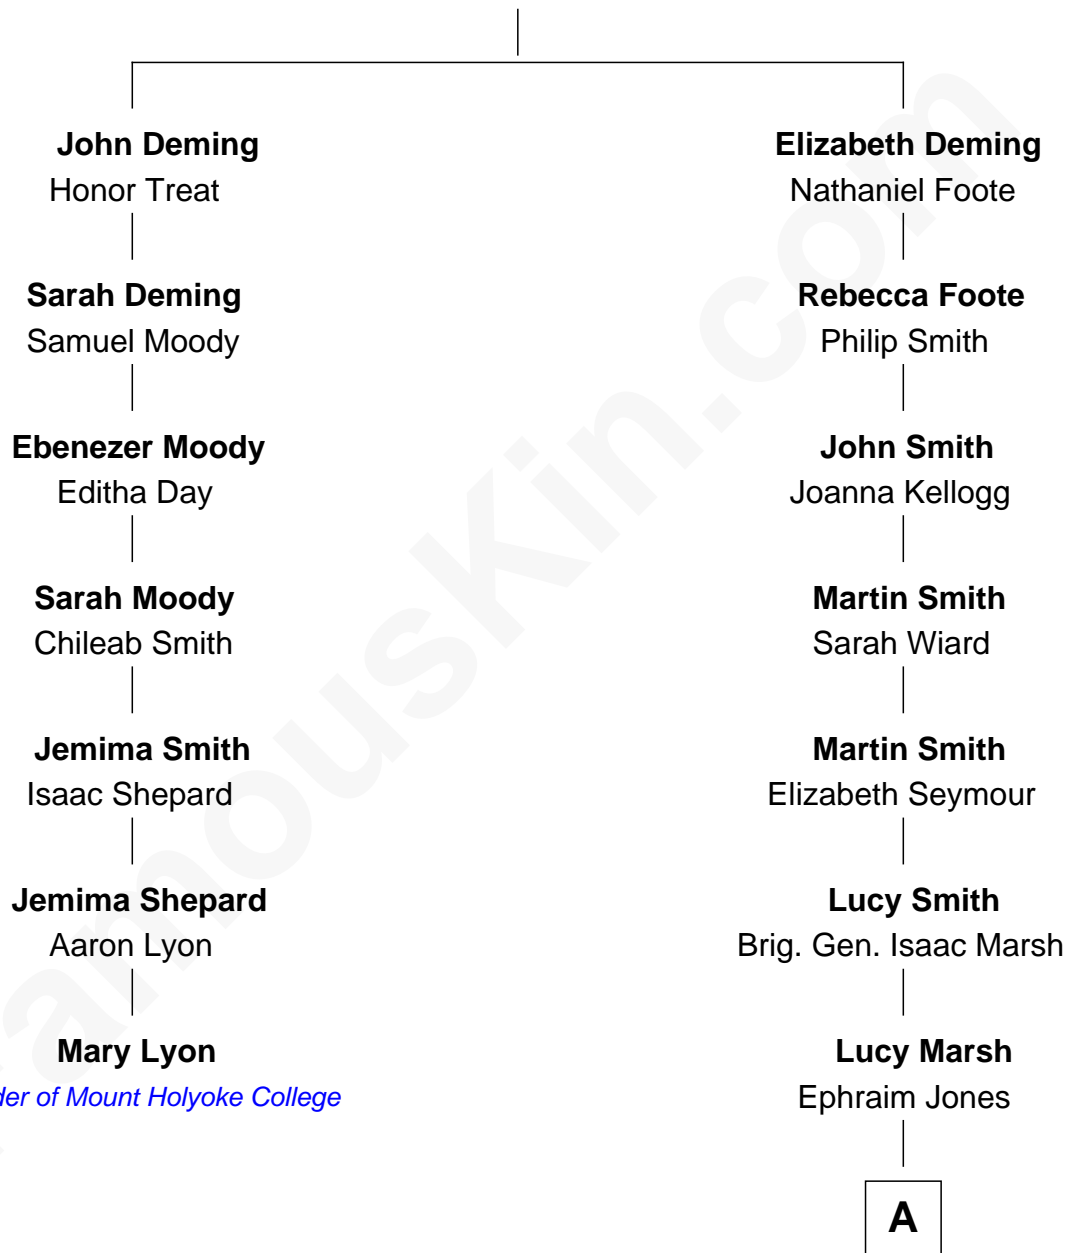 John Deming
Honor Treat
Sarah Deming
Samuel Moody
Ebenezer Moody
Editha Day
Sarah Moody
Chileab Smith
Jemima Smith
Isaac Shepard
Jemima Shepard
Aaron Lyon
Mary Lyon
of Mount Holyoke College
Elizabeth Deming
Nathaniel Foote
Rebecca Foote
Philip Smith
John Smith
Joanna Kellogg
Martin Smith
Sarah Wiard
Martin Smith
Elizabeth Seymour
Lucy Smith
Brig. Gen. Isaac Marsh
Lucy Marsh
Ephraim Jones
A
famouskin.com